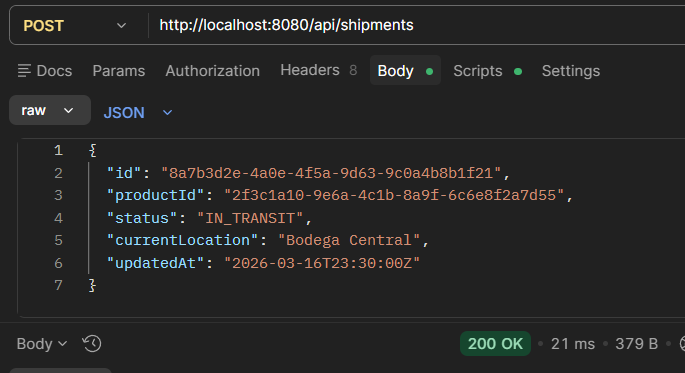 POST http://localhost:8080/api/shipments
Docs Params Authorization Headers 8 Body Scripts Settings
raw JSON
1 {
2 "id": "8a7b3d2e-4a0e-4f5a-9d63-9c0a4b8b1f21",
3 "productId": "2f3c1a10-9e6a-4c1b-8a9f-6c6e8f2a7d55",
4 "status": "IN_TRANSIT",
5 "currentLocation": "Bodega Central",
6 "updatedAt": "2026-03-16T23:30:00Z"
7 }
Body 200 OK • 21 ms • 379 B •